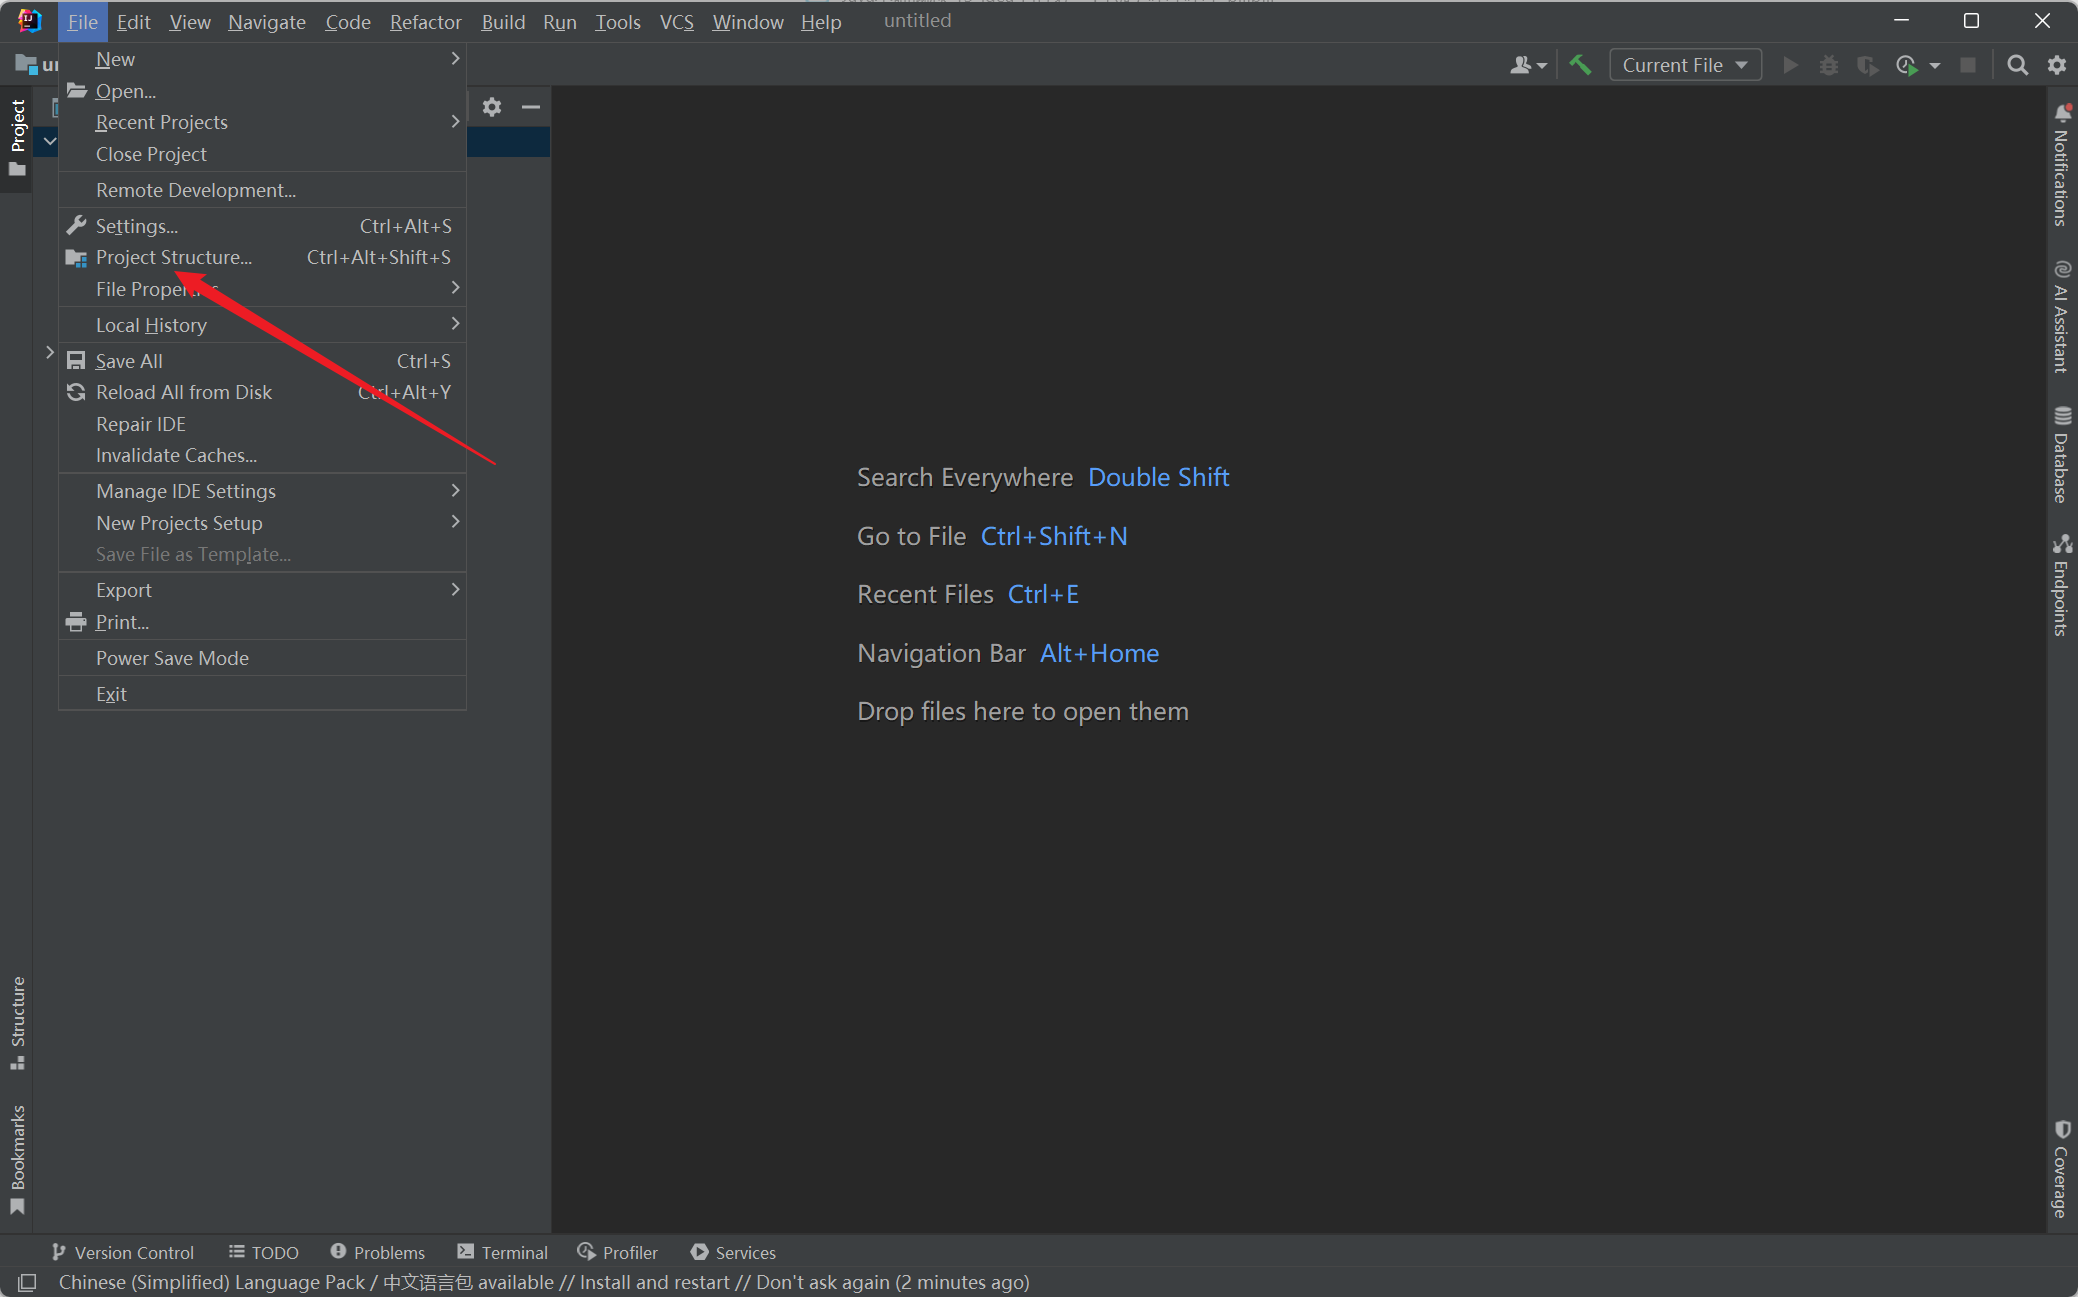 File Edit View Navigate Code Refactor Build Run Tools VCS Window Help untitled
Current File
New
Open...
Recent Projects
Close Project
Remote Development...
Settings... Ctrl+Alt+S
Project Structure... Ctrl+Alt+Shift+S
File Properties
Local History
Save All Ctrl+S
Reload All from Disk Ctrl+Alt+Y
Repair IDE
Invalidate Caches...
Manage IDE Settings
New Projects Setup
Save File as Template...
Export
Print...
Power Save Mode
Exit
Project
Structure
Bookmarks
Search Everywhere Double Shift
Go to File Ctrl+Shift+N
Recent Files Ctrl+E
Navigation Bar Alt+Home
Drop files here to open them
Notifications
AI Assistant
Database
Endpoints
Coverage
Version Control TODO Problems Terminal Profiler Services
Chinese (Simplified) Language Pack / 中文语言包 available // Install and restart // Don't ask again (2 minutes ago)